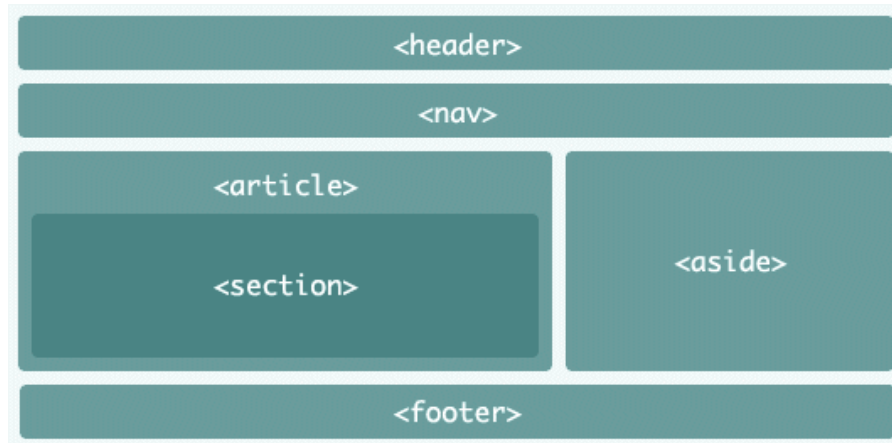 <header>
<nav>
<article>
<section>
<aside>
<footer>